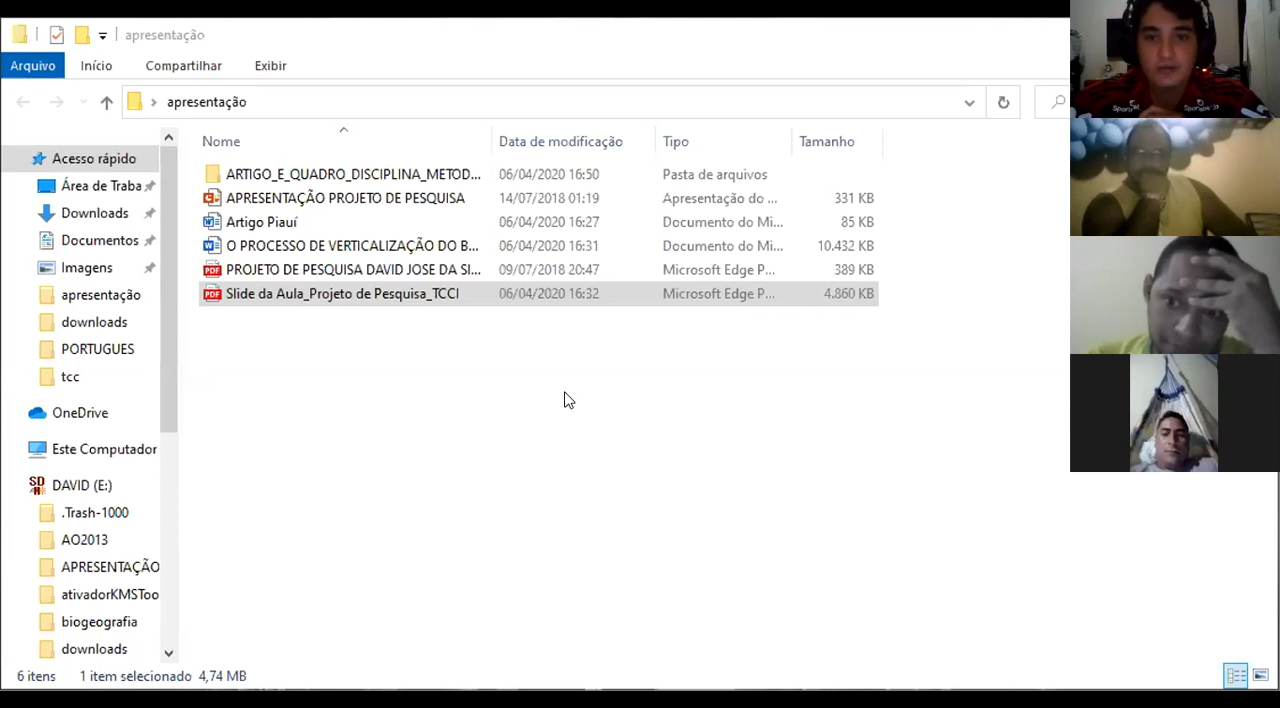 apresentação
Arquivo Início Compartilhar Exibir
apresentação
Nome Data de modificação Tipo Tamanho
ARTIGO_E_QUADRO_DISCIPLINA_METOD... 06/04/2020 16:50 Pasta de arquivos
APRESENTAÇÃO PROJETO DE PESQUISA 14/07/2018 01:19 Apresentação do ... 331 KB
Artigo Piauí 06/04/2020 16:27 Documento do Mi... 85 KB
O PROCESSO DE VERTICALIZAÇÃO DO B... 06/04/2020 16:31 Documento do Mi... 10.432 KB
PROJETO DE PESQUISA DAVID JOSE DA SI... 09/07/2018 20:47 Microsoft Edge P... 389 KB
Slide da Aula_Projeto de Pesquisa_TCCI 06/04/2020 16:32 Microsoft Edge P... 4.860 KB
Acesso rápido
Área de Traba
Downloads
Documentos
Imagens
apresentação
downloads
PORTUGUES
tcc
OneDrive
Este Computador
DAVID (E:)
.Trash-1000
AO2013
APRESENTAÇÃO
ativadorKMSToo
biogeografia
downloads
6 itens 1 item selecionado 4,74 MB